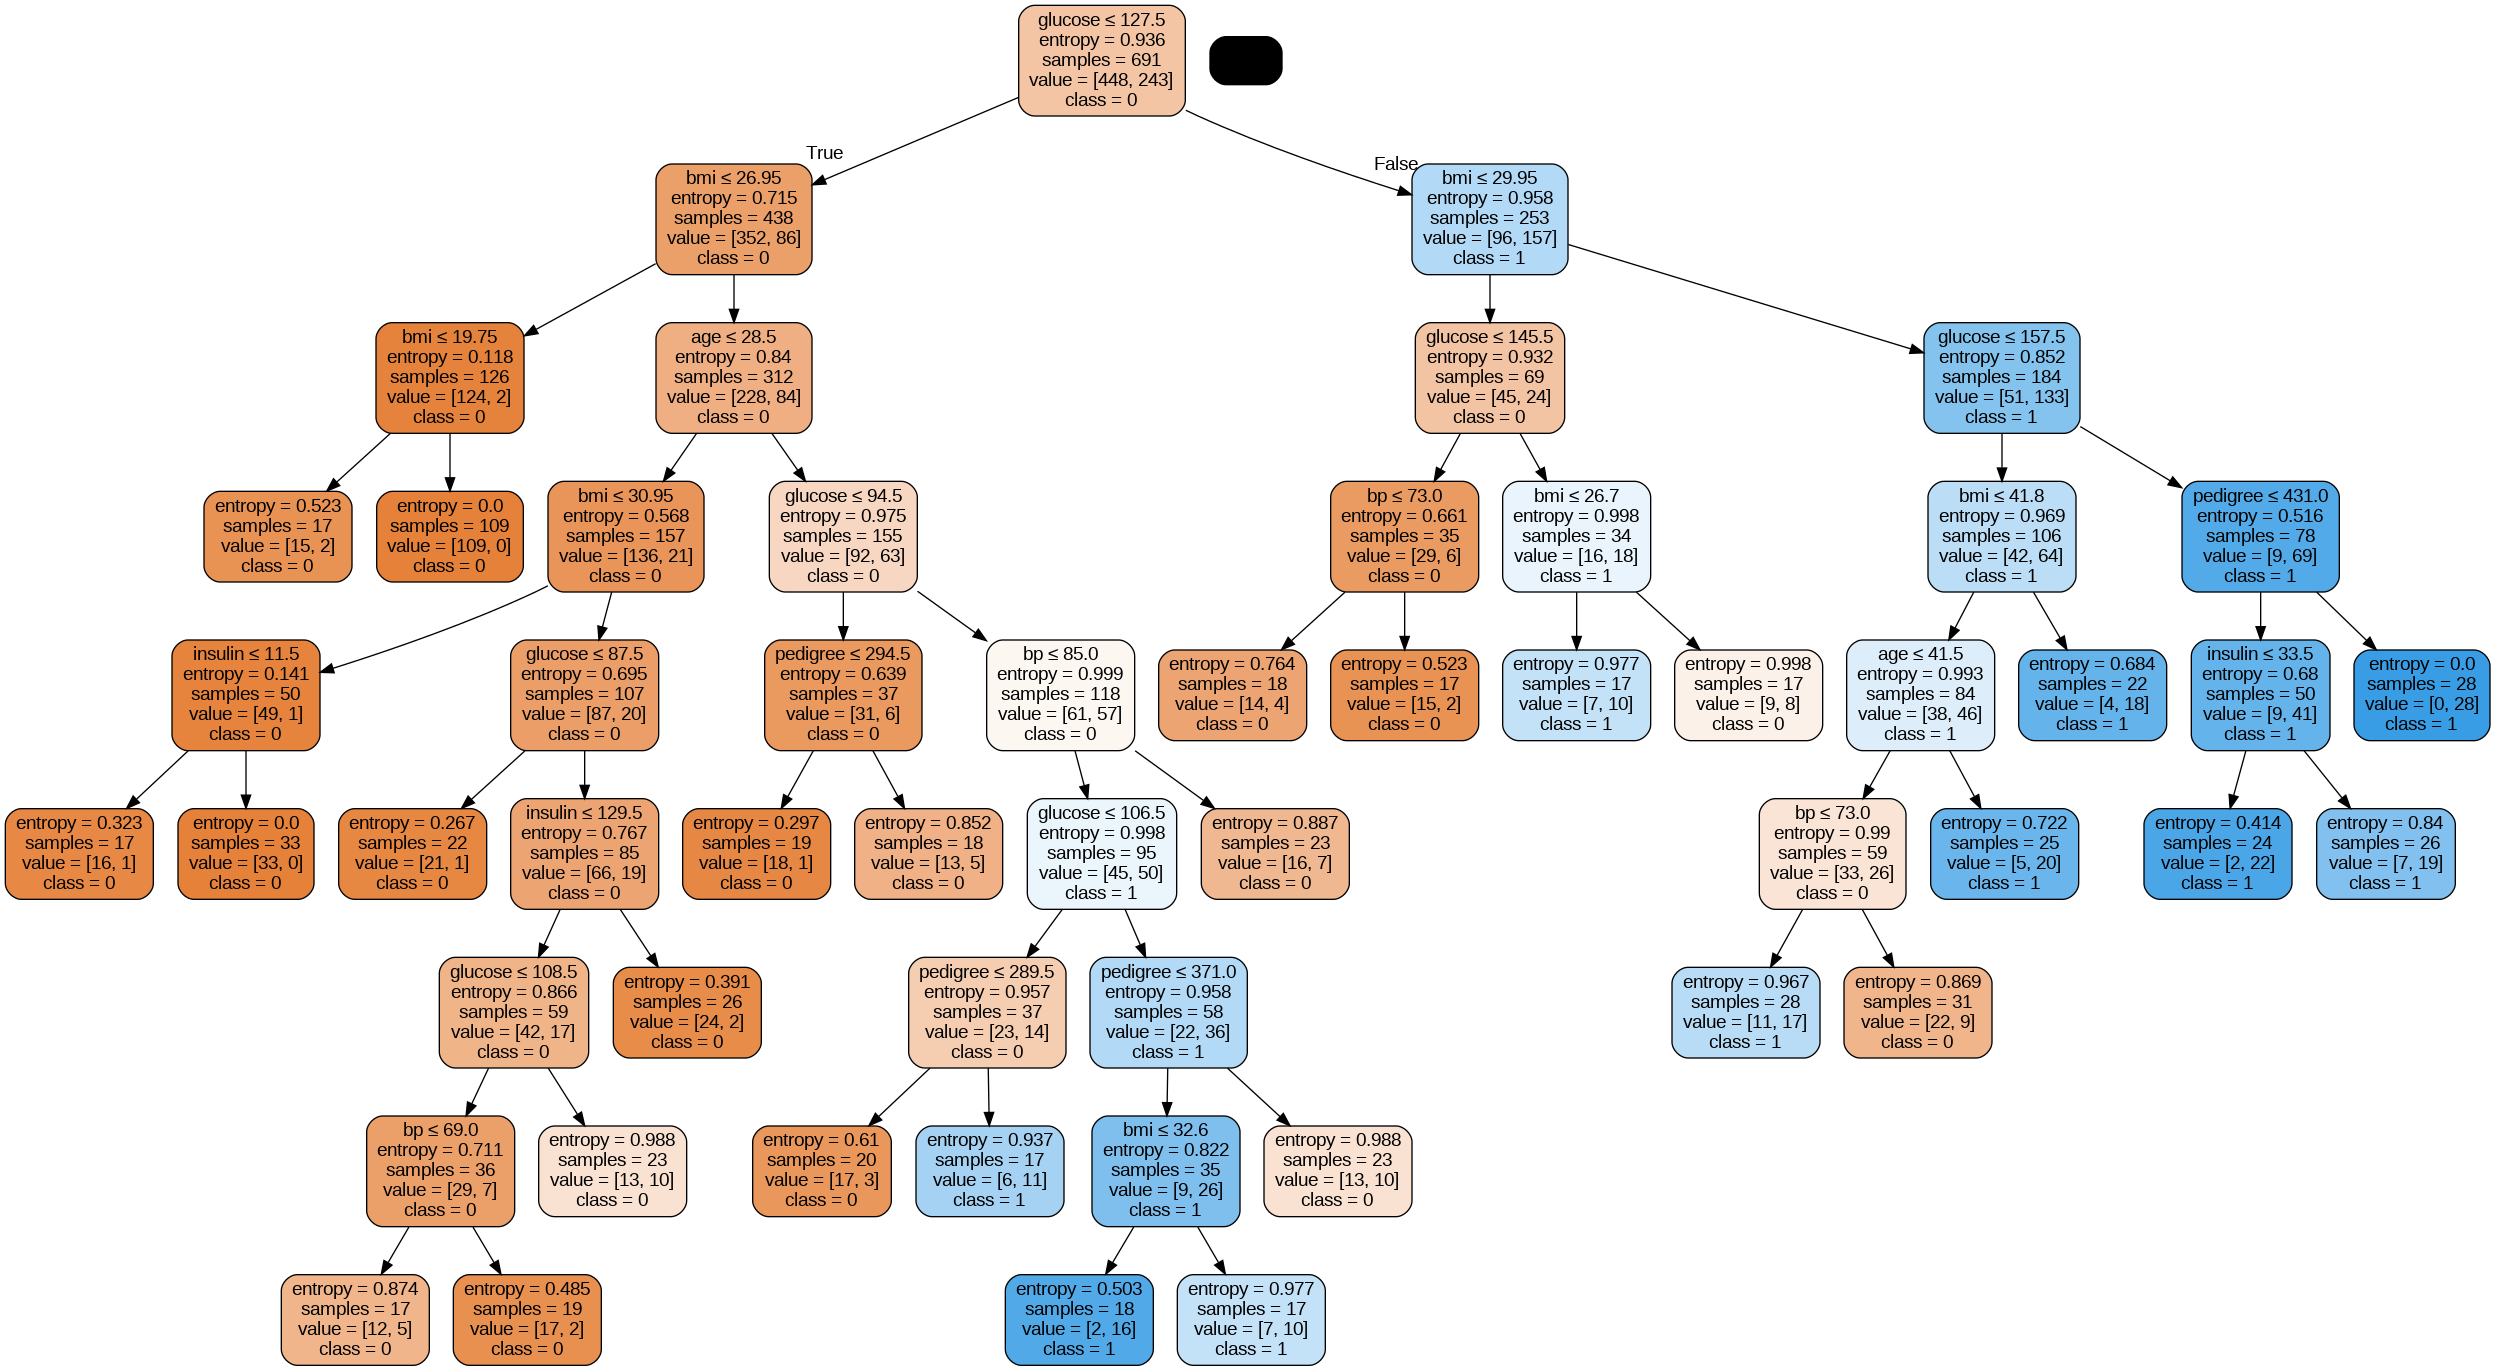 glucose ≤ 127.5
entropy = 0.936
samples = 691
value = [448, 243]
class = 0
True
False
bmi ≤ 26.95
entropy = 0.715
samples = 438
value = [352, 86]
class = 0
bmi ≤ 29.95
entropy = 0.958
samples = 253
value = [96, 157]
class = 1
bmi ≤ 19.75
entropy = 0.118
samples = 126
value = [124, 2]
class = 0
age ≤ 28.5
entropy = 0.84
samples = 312
value = [228, 84]
class = 0
glucose ≤ 145.5
entropy = 0.932
samples = 69
value = [45, 24]
class = 0
glucose ≤ 157.5
entropy = 0.852
samples = 184
value = [51, 133]
class = 1
entropy = 0.523
samples = 17
value = [15, 2]
class = 0
entropy = 0.0
samples = 109
value = [109, 0]
class = 0
bmi ≤ 30.95
entropy = 0.568
samples = 157
value = [136, 21]
class = 0
glucose ≤ 94.5
entropy = 0.975
samples = 155
value = [92, 63]
class = 0
bp ≤ 73.0
entropy = 0.661
samples = 35
value = [29, 6]
class = 0
bmi ≤ 26.7
entropy = 0.998
samples = 34
value = [16, 18]
class = 1
bmi ≤ 41.8
entropy = 0.969
samples = 106
value = [42, 64]
class = 1
pedigree ≤ 431.0
entropy = 0.516
samples = 78
value = [9, 69]
class = 1
insulin ≤ 11.5
entropy = 0.141
samples = 50
value = [49, 1]
class = 0
glucose ≤ 87.5
entropy = 0.695
samples = 107
value = [87, 20]
class = 0
pedigree ≤ 294.5
entropy = 0.639
samples = 37
value = [31, 6]
class = 0
bp ≤ 85.0
entropy = 0.999
samples = 118
value = [61, 57]
class = 0
entropy = 0.764
samples = 18
value = [14, 4]
class = 0
entropy = 0.523
samples = 17
value = [15, 2]
class = 0
entropy = 0.977
samples = 17
value = [7, 10]
class = 1
entropy = 0.998
samples = 17
value = [9, 8]
class = 0
age ≤ 41.5
entropy = 0.993
samples = 84
value = [38, 46]
class = 1
entropy = 0.684
samples = 22
value = [4, 18]
class = 1
insulin ≤ 33.5
entropy = 0.68
samples = 50
value = [9, 41]
class = 1
entropy = 0.0
samples = 28
value = [0, 28]
class = 1
entropy = 0.323
samples = 17
value = [16, 1]
class = 0
entropy = 0.0
samples = 33
value = [33, 0]
class = 0
entropy = 0.267
samples = 22
value = [21, 1]
class = 0
insulin ≤ 129.5
entropy = 0.767
samples = 85
value = [66, 19]
class = 0
entropy = 0.297
samples = 19
value = [18, 1]
class = 0
entropy = 0.852
samples = 18
value = [13, 5]
class = 0
glucose ≤ 106.5
entropy = 0.998
samples = 95
value = [45, 50]
class = 1
entropy = 0.887
samples = 23
value = [16, 7]
class = 0
bp ≤ 73.0
entropy = 0.99
samples = 59
value = [33, 26]
class = 0
entropy = 0.722
samples = 25
value = [5, 20]
class = 1
entropy = 0.414
samples = 24
value = [2, 22]
class = 1
entropy = 0.84
samples = 26
value = [7, 19]
class = 1
glucose ≤ 108.5
entropy = 0.866
samples = 59
value = [42, 17]
class = 0
entropy = 0.391
samples = 26
value = [24, 2]
class = 0
pedigree ≤ 289.5
entropy = 0.957
samples = 37
value = [23, 14]
class = 0
pedigree ≤ 371.0
entropy = 0.958
samples = 58
value = [22, 36]
class = 1
entropy = 0.967
samples = 28
value = [11, 17]
class = 1
entropy = 0.869
samples = 31
value = [22, 9]
class = 0
bp ≤ 69.0
entropy = 0.711
samples = 36
value = [29, 7]
class = 0
entropy = 0.988
samples = 23
value = [13, 10]
class = 0
entropy = 0.61
samples = 20
value = [17, 3]
class = 0
entropy = 0.937
samples = 17
value = [6, 11]
class = 1
bmi ≤ 32.6
entropy = 0.822
samples = 35
value = [9, 26]
class = 1
entropy = 0.988
samples = 23
value = [13, 10]
class = 0
entropy = 0.874
samples = 17
value = [12, 5]
class = 0
entropy = 0.485
samples = 19
value = [17, 2]
class = 0
entropy = 0.503
samples = 18
value = [2, 16]
class = 1
entropy = 0.977
samples = 17
value = [7, 10]
class = 1